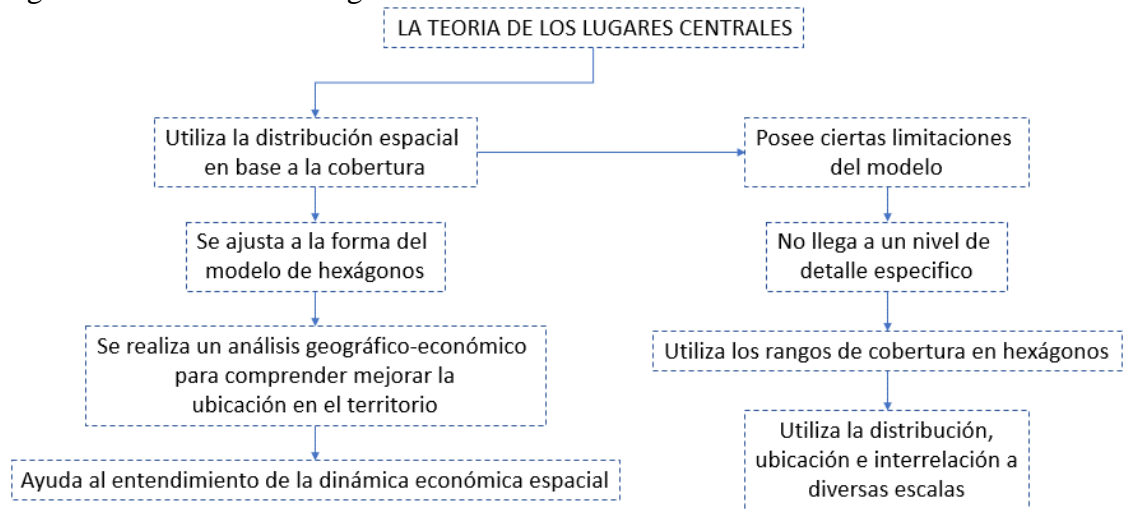 LA TEORIA DE LOS LUGARES CENTRALES
Utiliza la distribución espacial
en base a la cobertura
Posee ciertas limitaciones
del modelo
Se ajusta a la forma del
modelo de hexágonos
No llega a un nivel de
detalle especifico
Se realiza un análisis geográfico-económico
para comprender mejorar la
ubicación en el territorio
Utiliza los rangos de cobertura en hexágonos
Ayuda al entendimiento de la dinámica económica espacial
Utiliza la distribución,
ubicación e interrelación a
diversas escalas